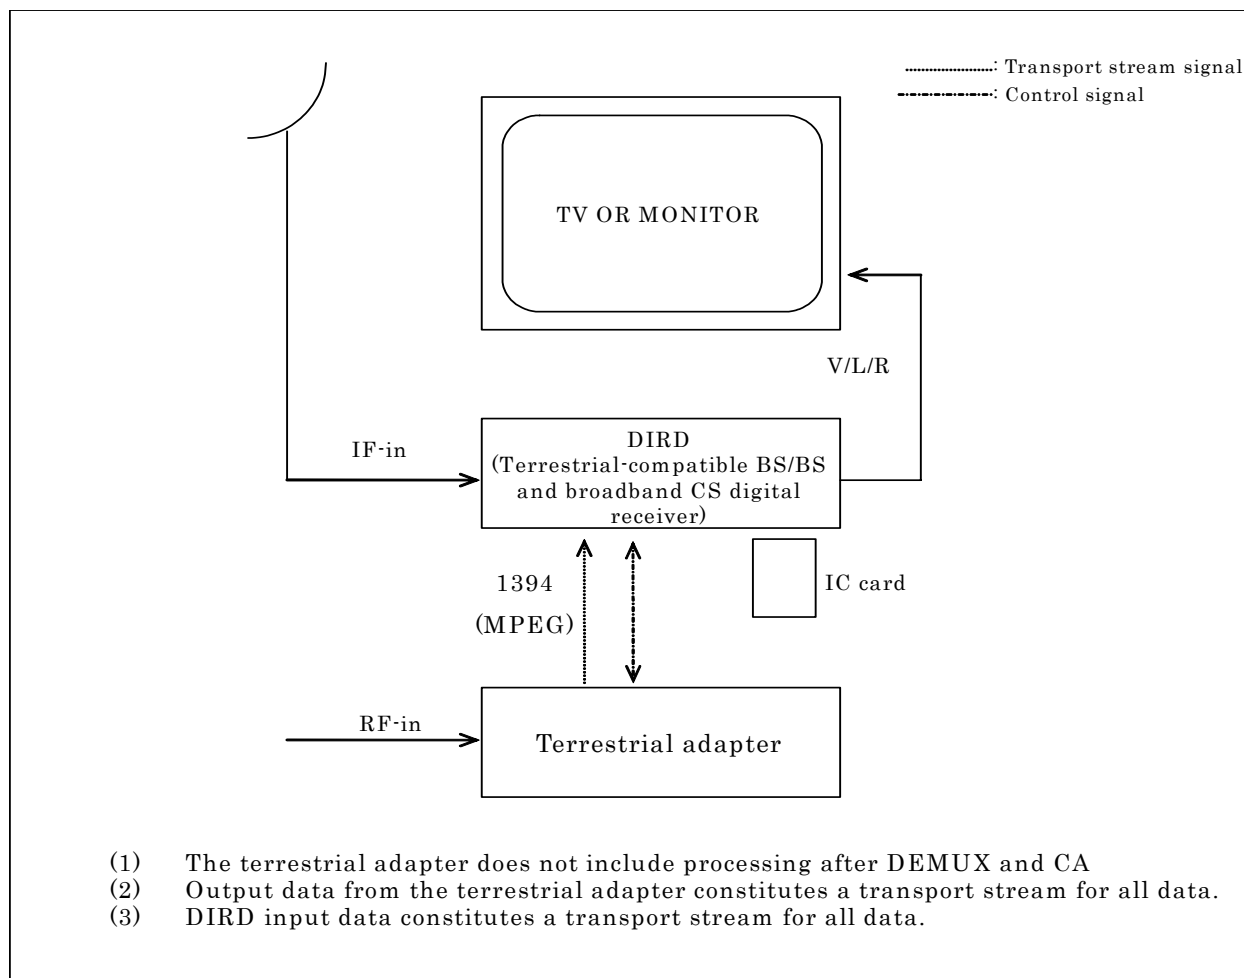 : Transport stream signal
: Control signal
TV OR MONITOR
V/L/R
IF-in
DIRD
(Terrestrial-compatible BS/BS
and broadband CS digital
receiver)
1394
(MPEG)
IC card
RF-in
Terrestrial adapter
(1) The terrestrial adapter does not include processing after DEMUX and CA
(2) Output data from the terrestrial adapter constitutes a transport stream for all data.
(3) DIRD input data constitutes a transport stream for all data.